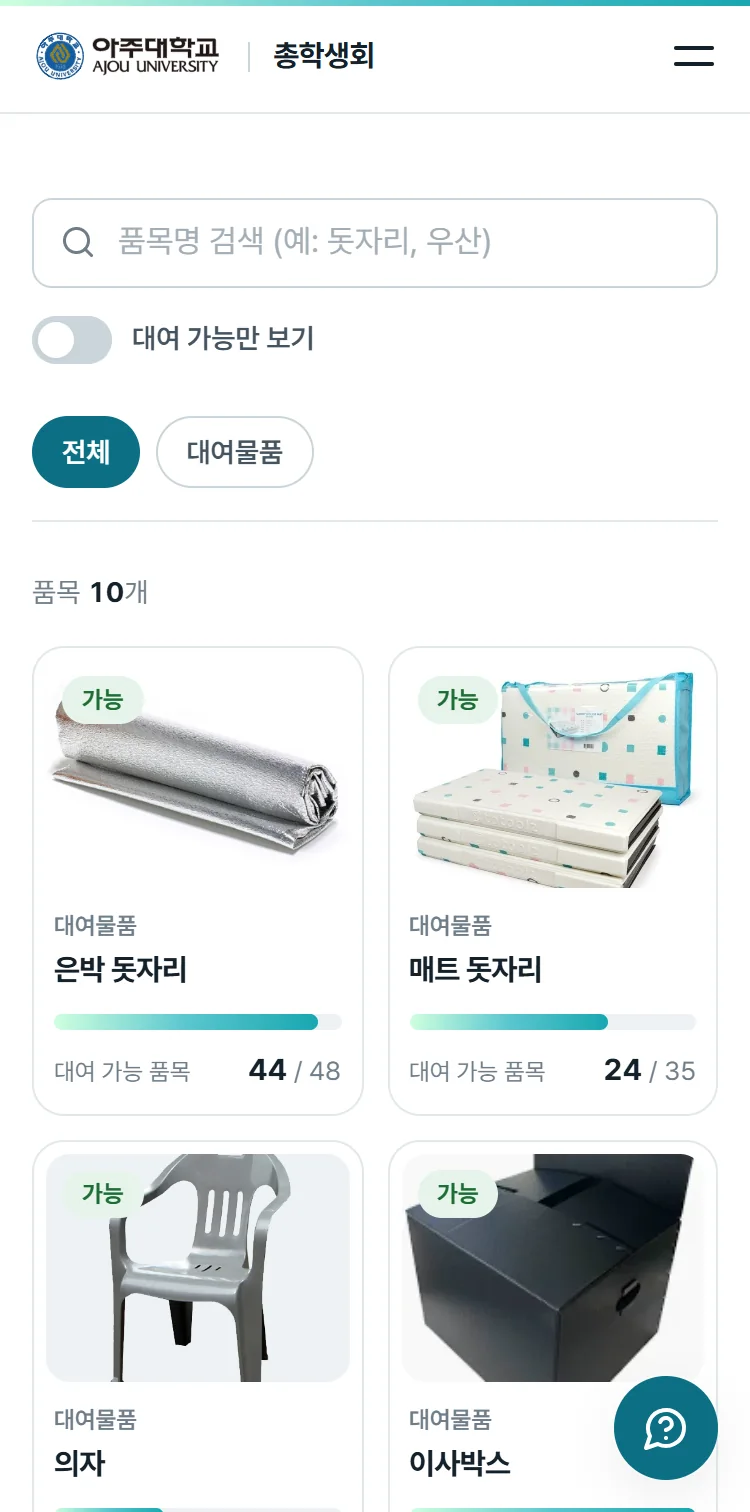 아주대학교
AJOU UNIVERSITY
총학생회
품목명 검색 (예: 돗자리, 우산)
대여 가능만 보기
전체
대여물품
품목 10개
가능
대여물품
은박 돗자리
대여 가능 품목 44 / 48
가능
대여물품
매트 돗자리
대여 가능 품목 24 / 35
가능
대여물품
의자
가능
대여물품
이사박스